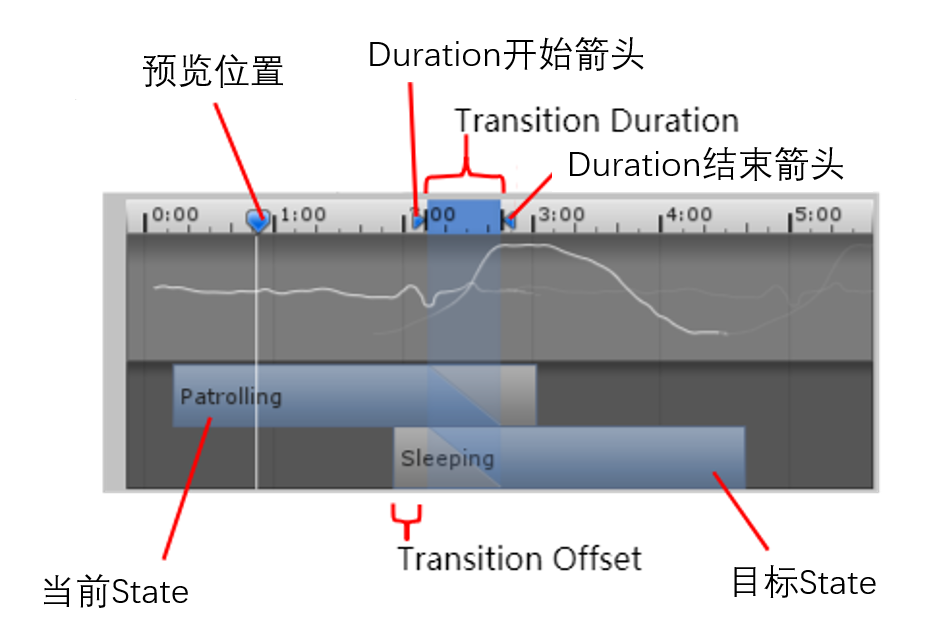 Duration开始箭头
预览位置
Transition Duration
Duration结束箭头
0:00
1:00
:00
3:00
4:00
5:00
Patrolling
Sleeping
Transition Offset
当前State
目标State